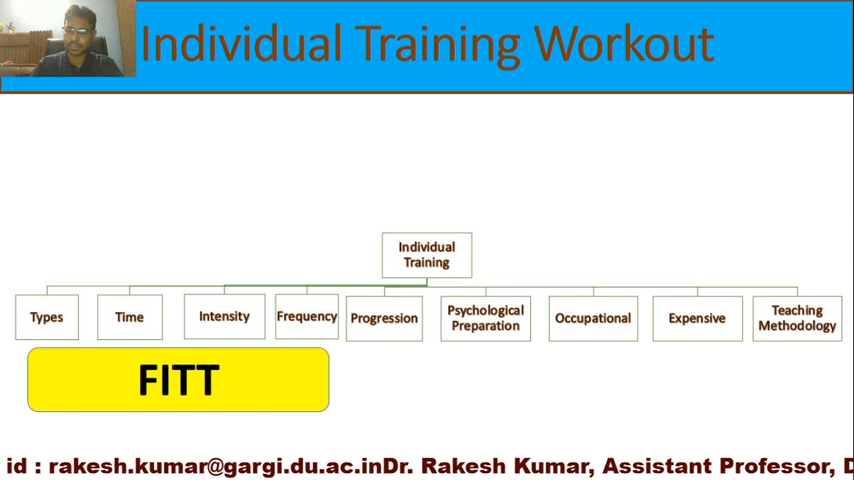 Individual Training Workout
Individual
Training
Types
Time
Intensity
Frequency
Progression
Psychological
Preparation
Occupational
Expensive
Teaching
Methodology
FITT
id : rakesh.kumar@gargi.du.ac.inDr. Rakesh Kumar, Assistant Professor, D